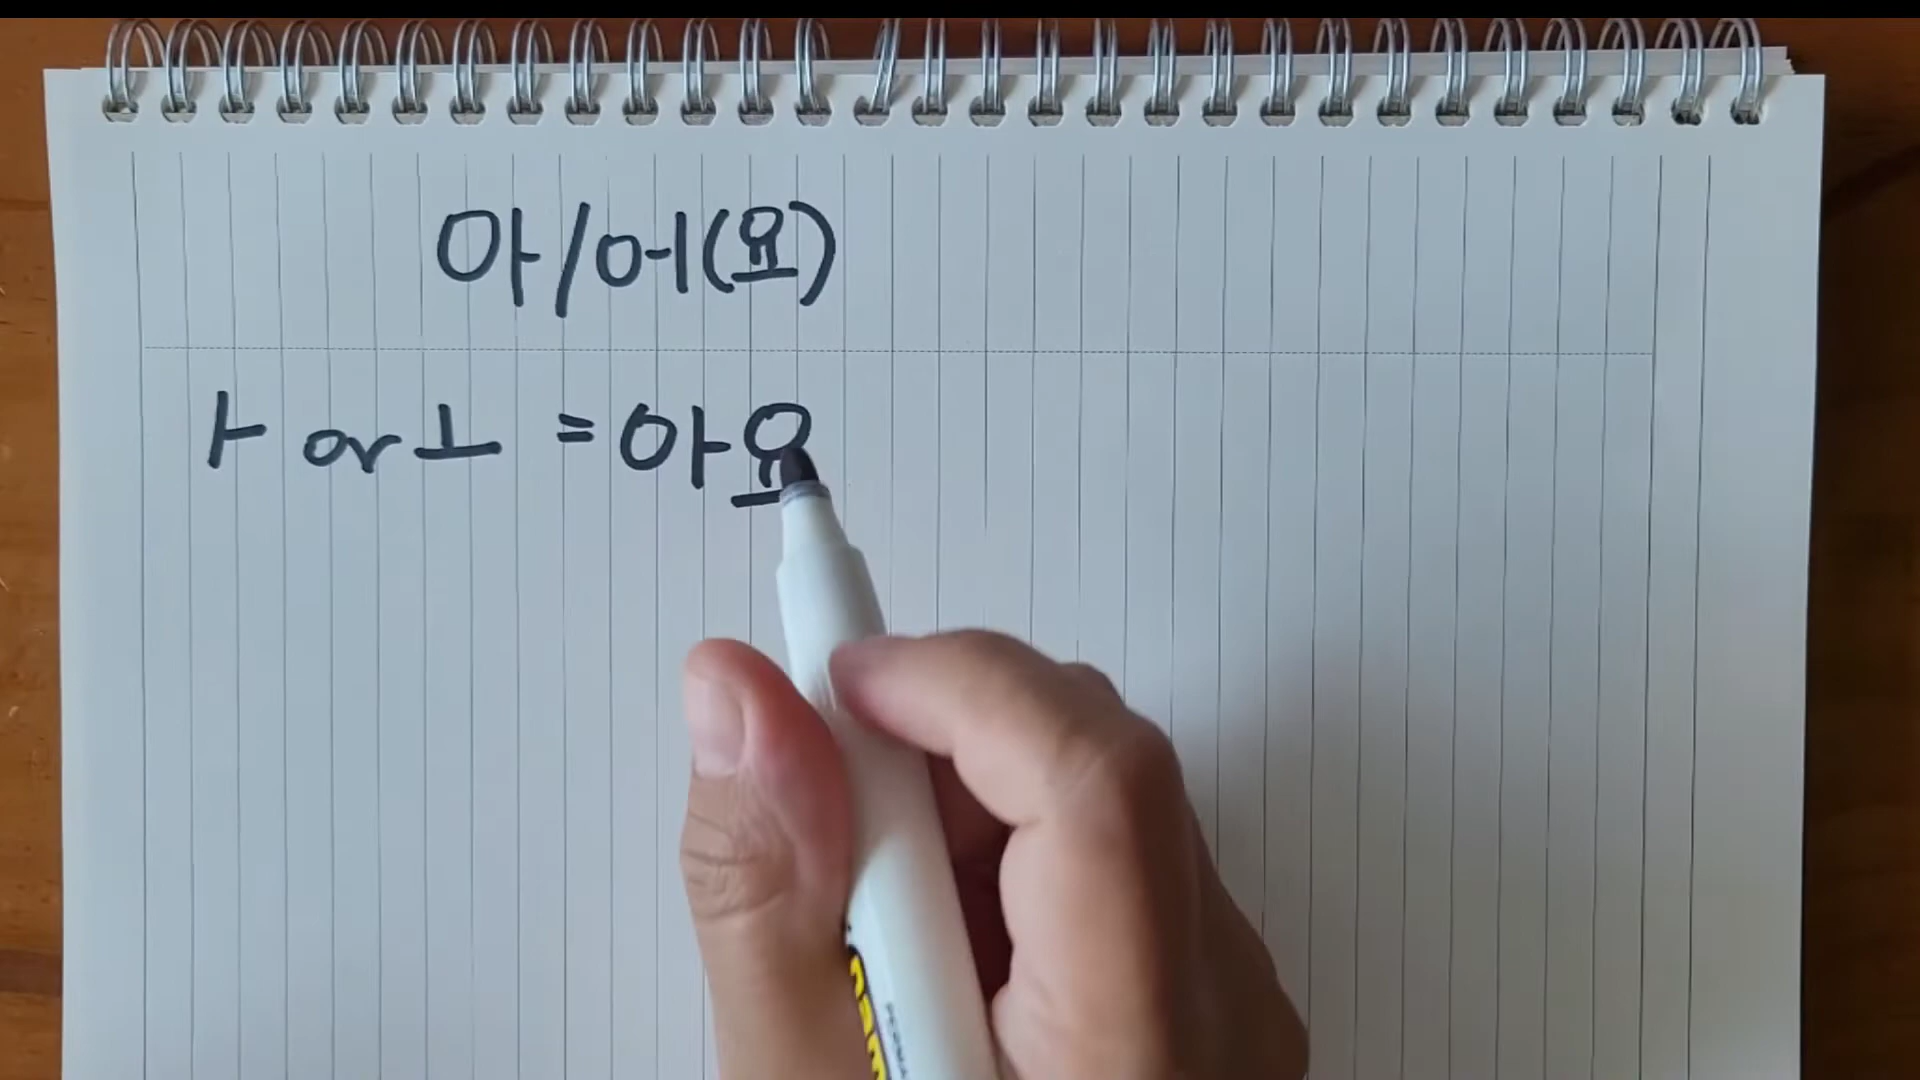 아/어(요)
ㅏ or ㅗ = 아요